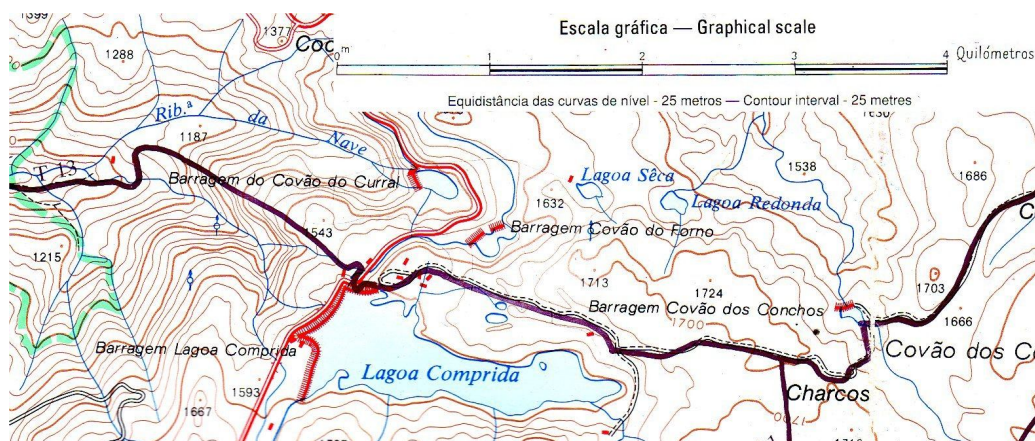 1399
1377
1288
Escala gráfica — Graphical scale
0 m 1 2 3 4 Quilómetros
Equidistância das curvas de nível - 25 metros — Contour interval - 25 metres
Rib.ª da Nave
1187
T 13
Barragem do Covão do Curral
Lagoa Sêca
1538
1686
1632
Lagoa Redonda
1543
Barragem Covão do Forno
1215
1713
1724
Barragem Covão dos Conchos
1703
1700
1666
Barragem Lagoa Comprida
Covão dos C
Lagoa Comprida
1593
Charcos
1667
1700